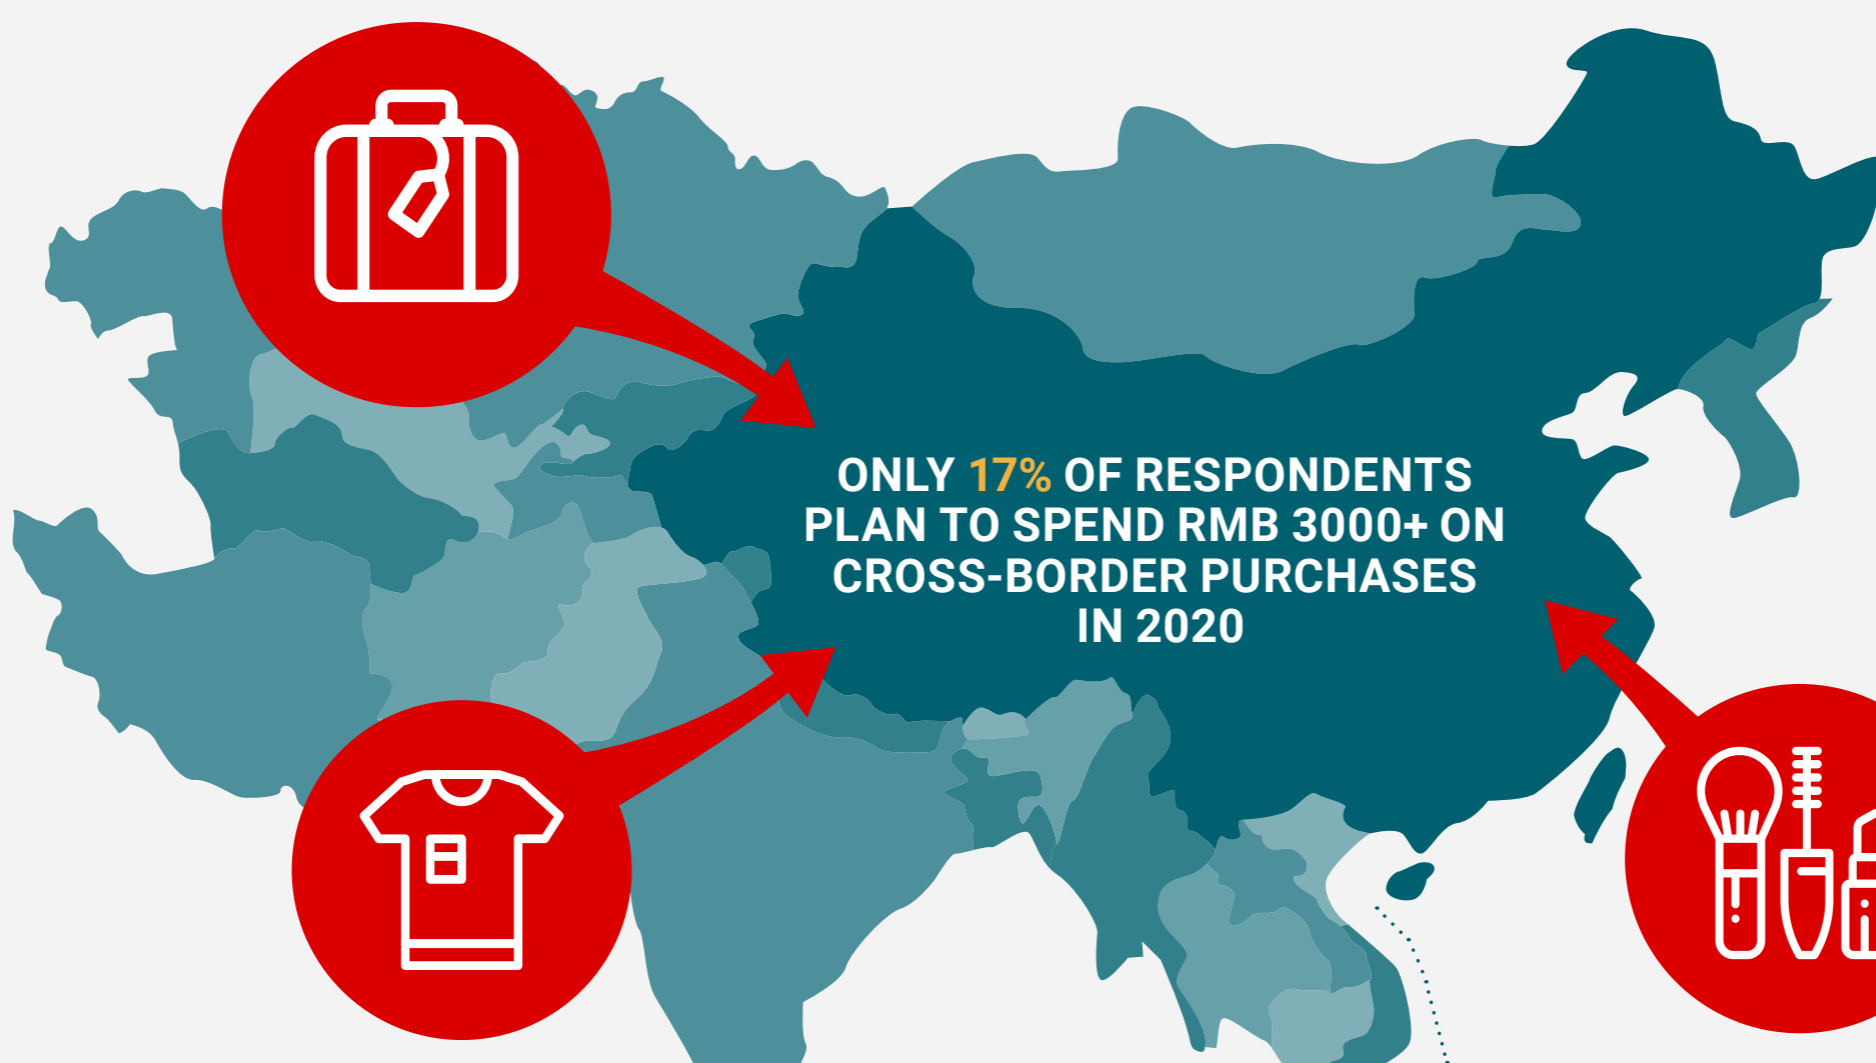 ONLY 17% OF RESPONDENTS
PLAN TO SPEND RMB 3000+ ON
CROSS-BORDER PURCHASES
IN 2020